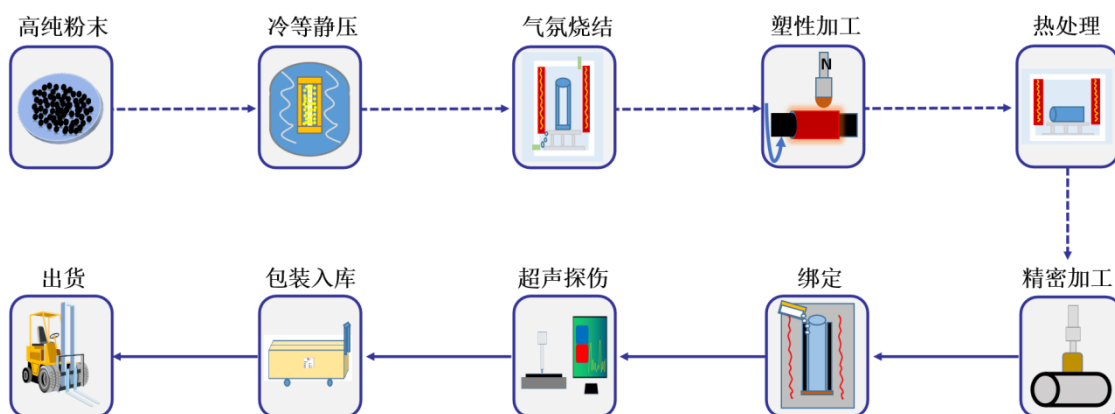 高纯粉末
冷等静压
气氛烧结
塑性加工
热处理
N
出货
包装入库
超声探伤
绑定
精密加工